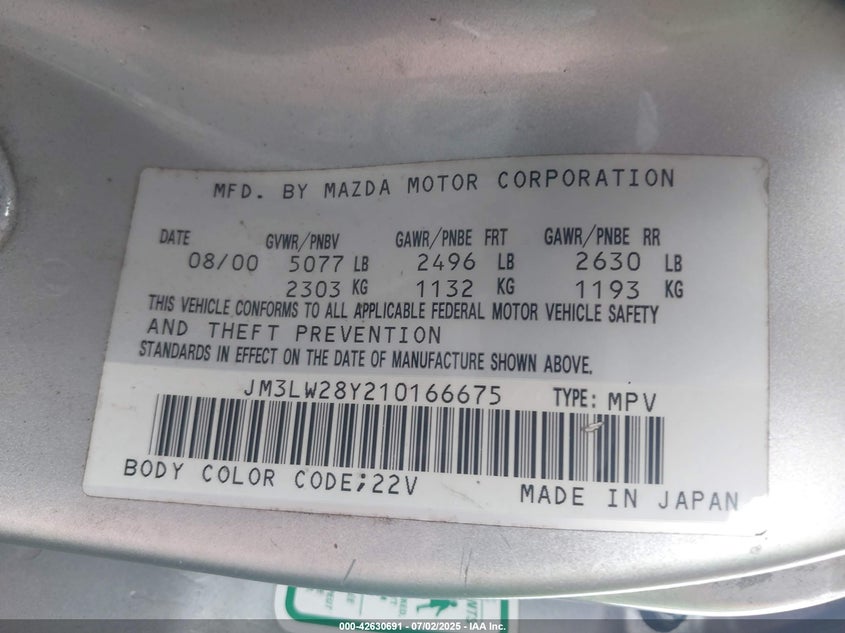 MFD. BY MAZDA MOTOR CORPORATION
DATE GVWR/PNBV GAWR/PNBE FRT GAWR/PNBE RR
08/00 5077 LB 2496 LB 2630 LB
2303 KG 1132 KG 1193 KG
THIS VEHICLE CONFORMS TO ALL APPLICABLE FEDERAL MOTOR VEHICLE SAFETY
AND THEFT PREVENTION
STANDARDS IN EFFECT ON THE DATE OF MANUFACTURE SHOWN ABOVE.
JM3LW28Y210166675 TYPE: MPV
BODY COLOR CODE;22V MADE IN JAPAN
000-42630691 - 07/02/2025 - IAA Inc.